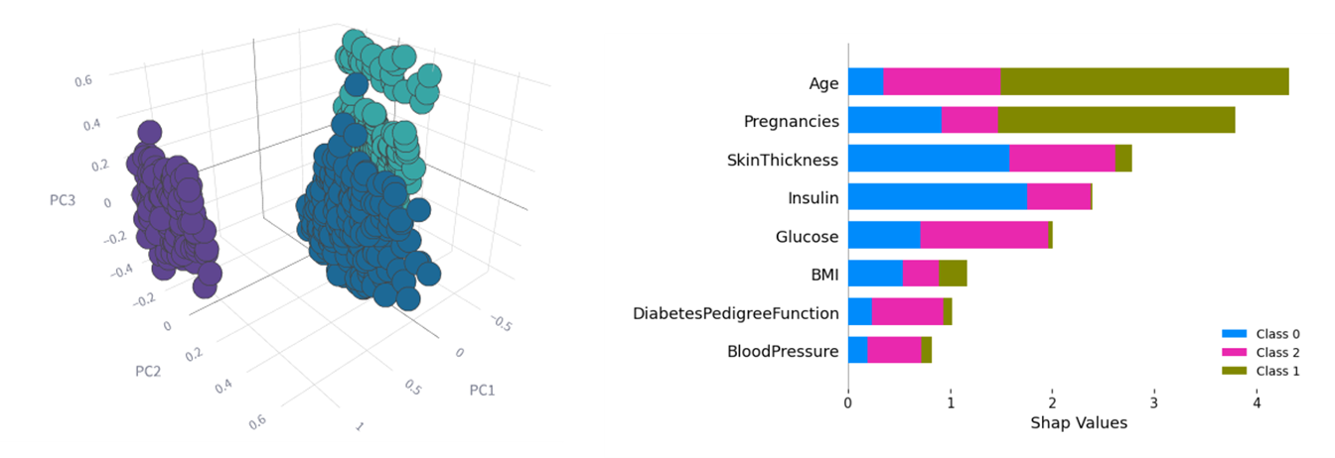 0.6
0.4
0.2
0
−0.2
−0.4
PC3
−0.2
0
0.2
0.4
0.6
PC2
−0.5
0
0.5
1
PC1
Age
Pregnancies
SkinThickness
Insulin
Glucose
BMI
DiabetesPedigreeFunction
BloodPressure
Class 0
Class 2
Class 1
0 1 2 3 4
Shap Values